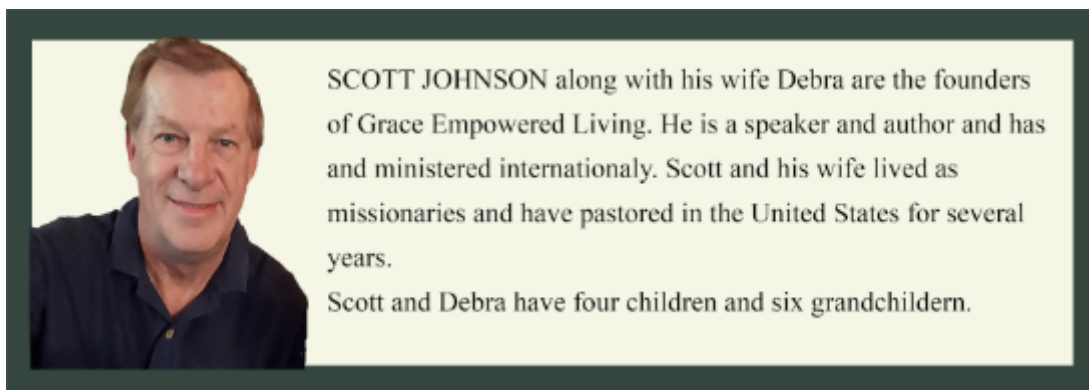 SCOTT JOHNSON along with his wife Debra are the founders
of Grace Empowered Living. He is a speaker and author and has
and ministered internationaly. Scott and his wife lived as
missionaries and have pastored in the United States for several
years.
Scott and Debra have four children and six grandchildern.